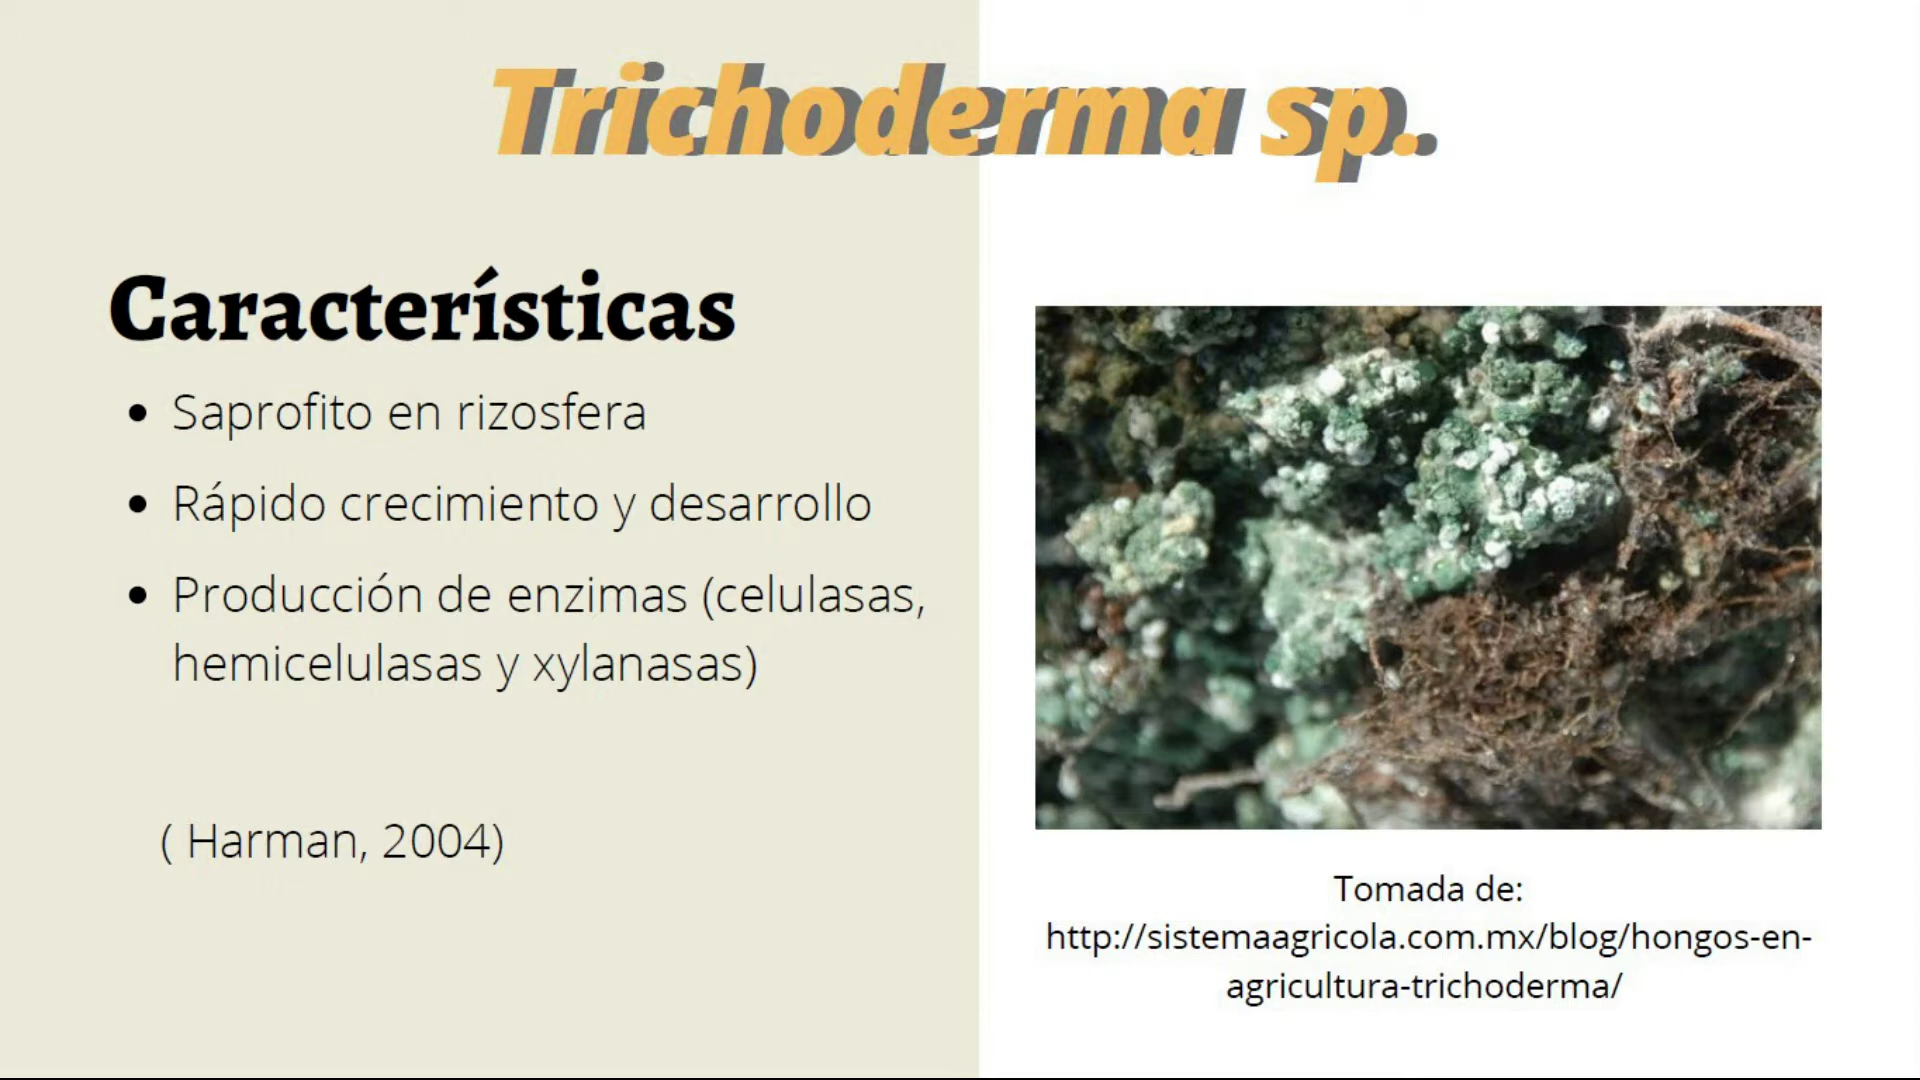 Trichoderma sp.
Características
• Saprofito en rizosfera
• Rápido crecimiento y desarrollo
• Producción de enzimas (celulasas,
hemicelulasas y xylanasas)
( Harman, 2004)
Tomada de:
http://sistemaagricola.com.mx/blog/hongos-en-
agricultura-trichoderma/